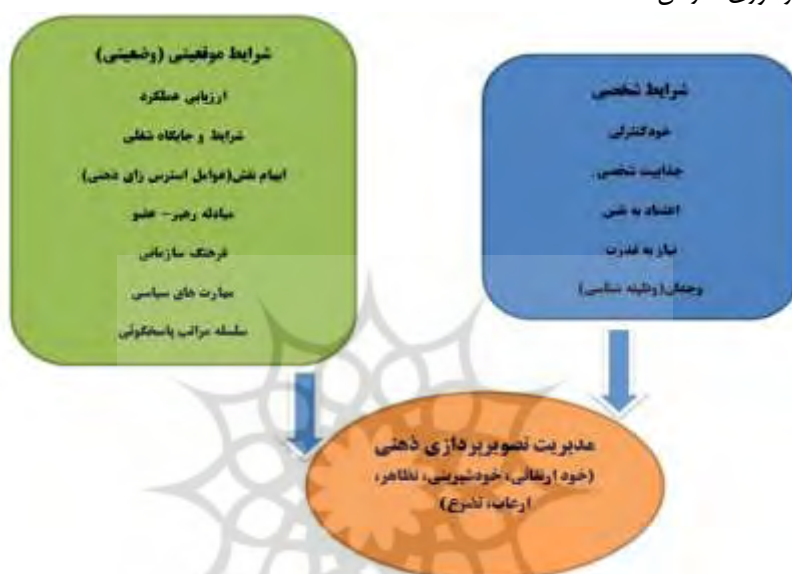 شرایط شخصی
خودکنترلی
جذابیت شخصی
اعتماد به نفس
نیاز به قدرت
وجدان(وظیفه شناسی)
شرایط موقعیتی (وضعیتی)
ارزیابی عملکرد
شرایط و جایگاه شغلی
ابهام نقش(عوامل استرس زای ذهنی)
مبادله رهبر- عضو
فرهنگ سازمانی
مهارت های سیاسی
سلسله مراتب پاسخگوئی
مدیریت تصویرپردازی ذهنی
(خود ارتقائی، خودشیرینی، تظاهر،
ارعاب، تضرع)